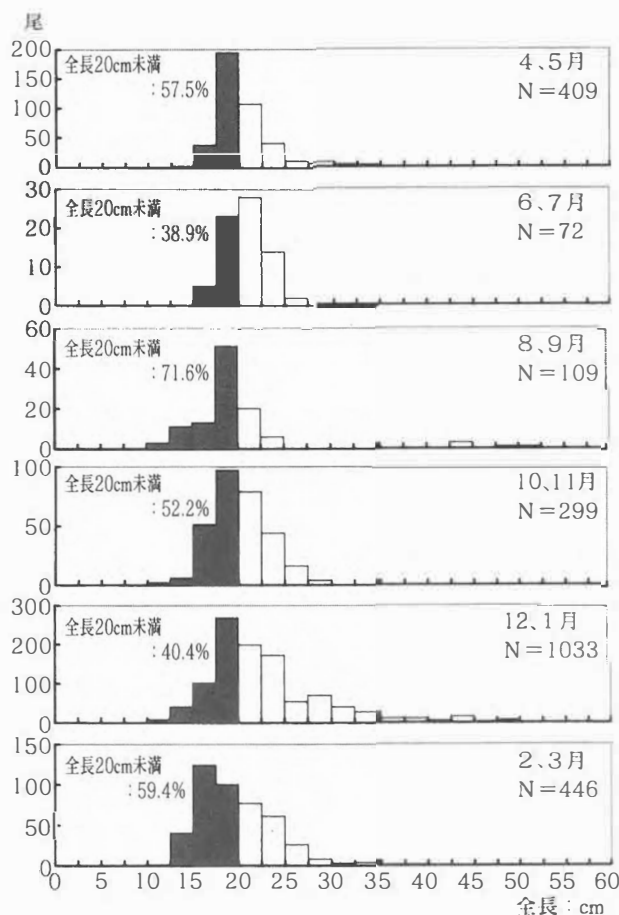 尾
200
150
100
50
0
全長20cm未満
:57.5%
4、5月
N=409
30
20
10
0
全長20cm未満
:38.9%
6、7月
N=72
60
40
20
0
全長20cm未満
:71.6%
8、9月
N=109
100
50
0
全長20cm未満
:52.2%
10、11月
N=299
300
200
100
0
全長20cm未満
:40.4%
12、1月
N=1033
150
100
50
0
全長20cm未満
:59.4%
2、3月
N=446
0 5 10 15 20 25 30 35 40 45 50 55 60
全長:cm